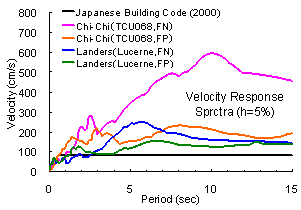 Japanese Building Code (2000)
Chi-Chi(TCU068,FN)
Chi-Chi(TCU068,FP)
Landers(Lucerne,FN)
Landers(Lucerne,FP)
800
700
600
500
400
300
200
100
0
Velocity (cm/s)
Velocity Response
Sprctra (h=5%)
0
5
10
15
Period (sec)